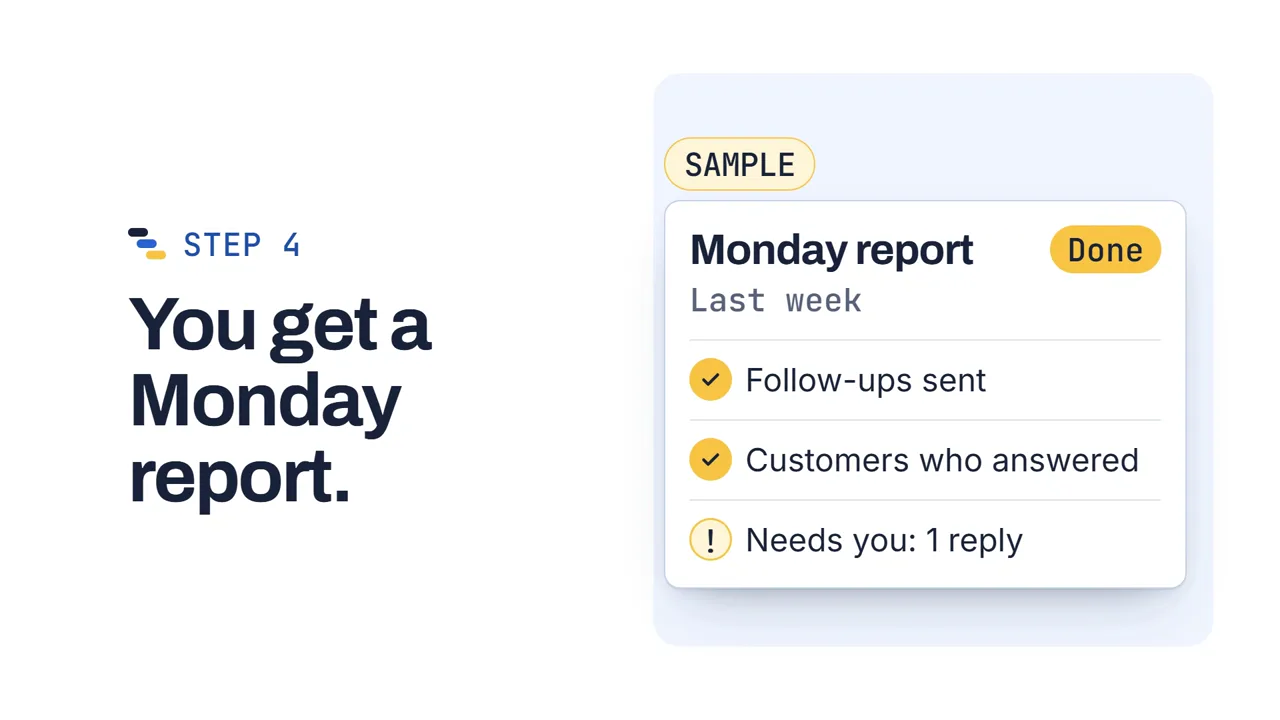 STEP 4
You get a
Monday
report.
SAMPLE
Monday report
Done
Last week
Follow-ups sent
Customers who answered
! Needs you: 1 reply